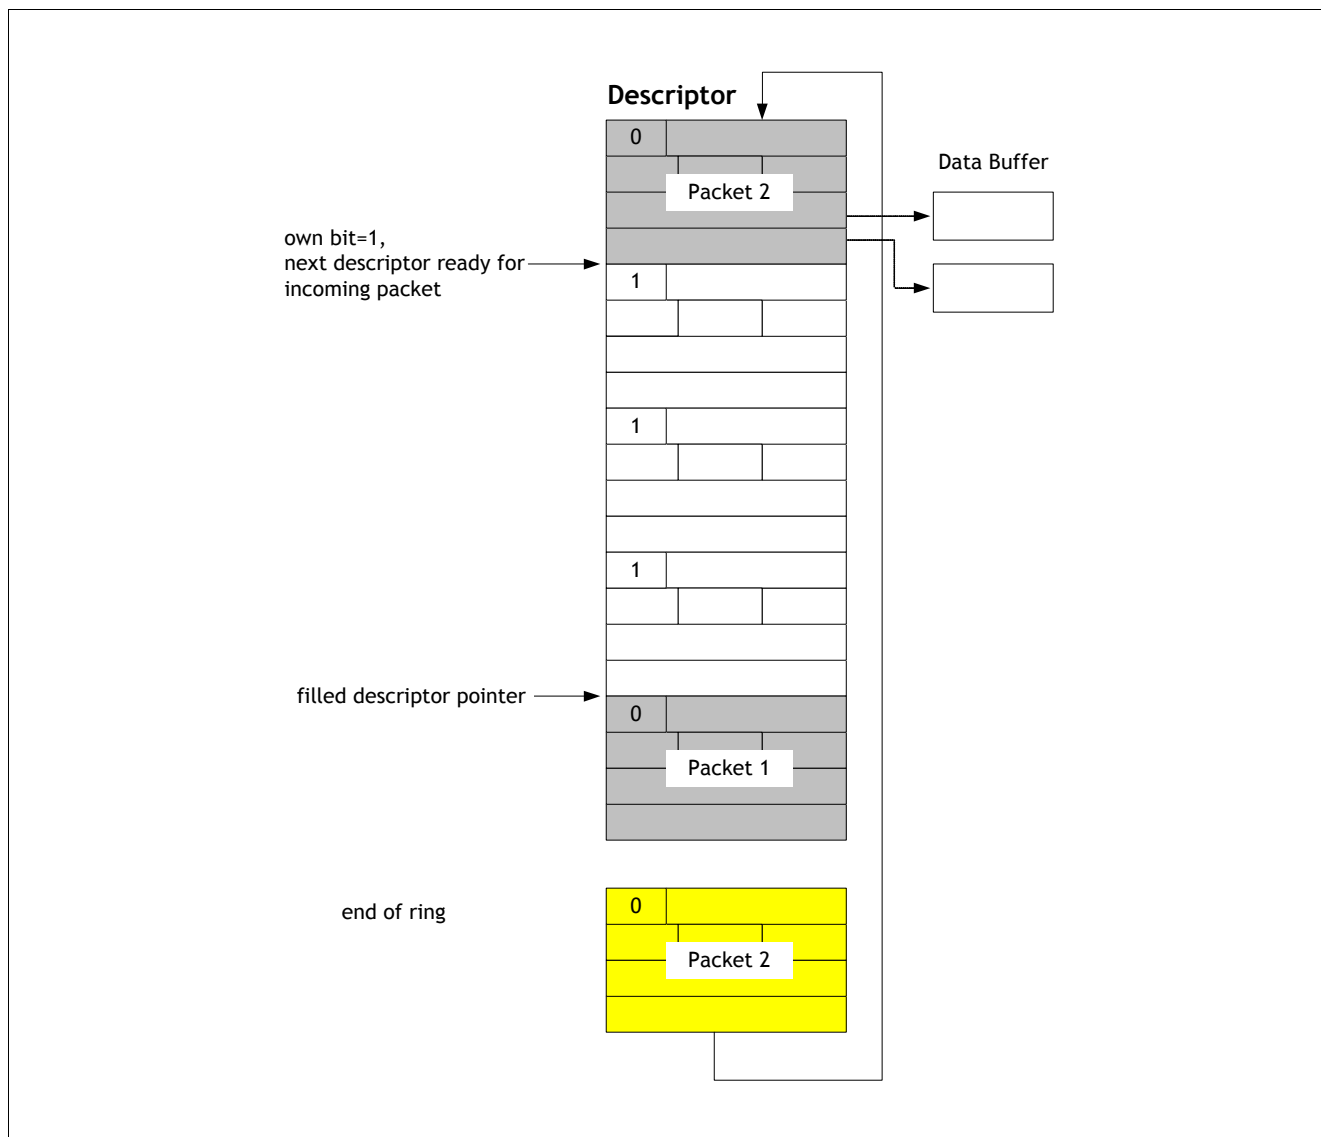 Descriptor
0
Data Buffer
Packet 2
own bit=1,
next descriptor ready for
incoming packet
1
1
1
filled descriptor pointer
0
Packet 1
0
end of ring
Packet 2